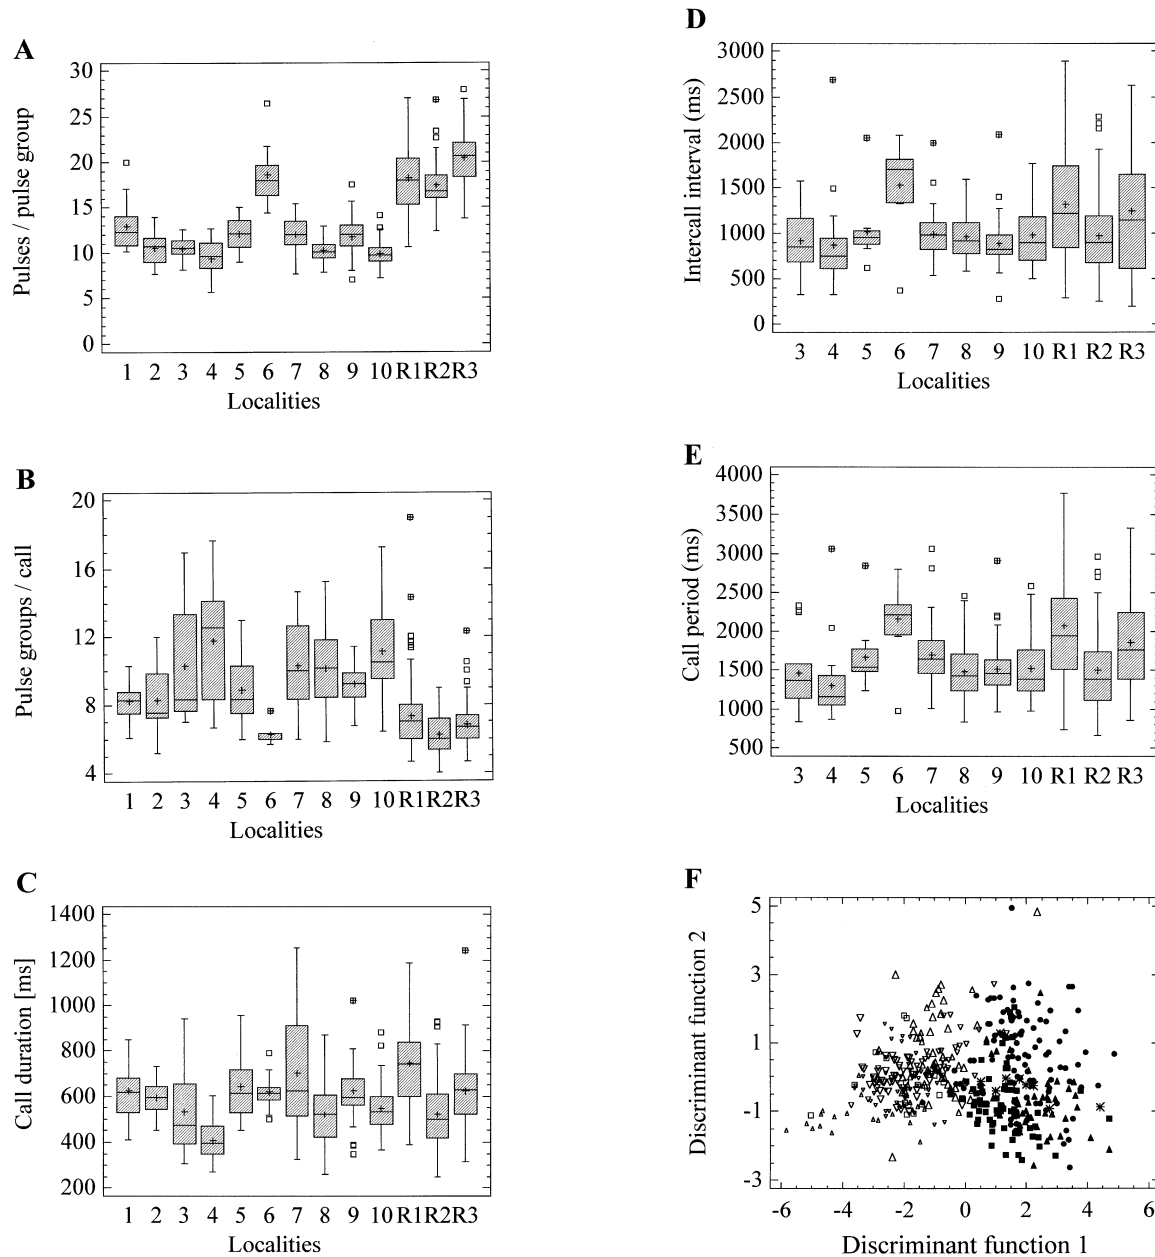 A
Pulses / pulse group
30
25
20
15
10
5
0
1 2 3 4 5 6 7 8 9 10 R1 R2 R3
Localities
B
Pulse groups / call
20
16
12
8
4
1 2 3 4 5 6 7 8 9 10 R1 R2 R3
Localities
C
Call duration [ms]
1400
1200
1000
800
600
400
200
1 2 3 4 5 6 7 8 9 10 R1 R2 R3
Localities
D
Intercall interval (ms)
3000
2500
2000
1500
1000
500
0
3 4 5 6 7 8 9 10 R1 R2 R3
Localities
E
Call period (ms)
4000
3500
3000
2500
2000
1500
1000
500
3 4 5 6 7 8 9 10 R1 R2 R3
Localities
F
Discriminant function 2
5
3
1
-1
-3
-6 -4 -2 0 2 4 6
Discriminant function 1